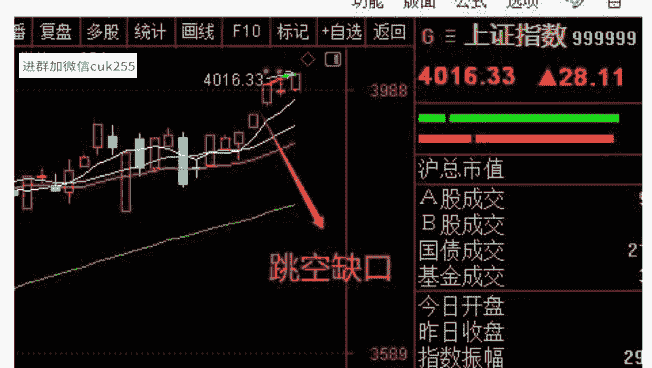 功能 版面 公式 选项
播 复盘 多股 统计 画线 F10 标记 +自选 返回
G 三 上证指数 999999
进群加微信cuk255
4016.33
3988
4016.33 ▲28.11
沪总市值
A股成交
B股成交
国债成交 27
基金成交
跳空缺口
今日开盘
昨日收盘
3589
指数振幅 29